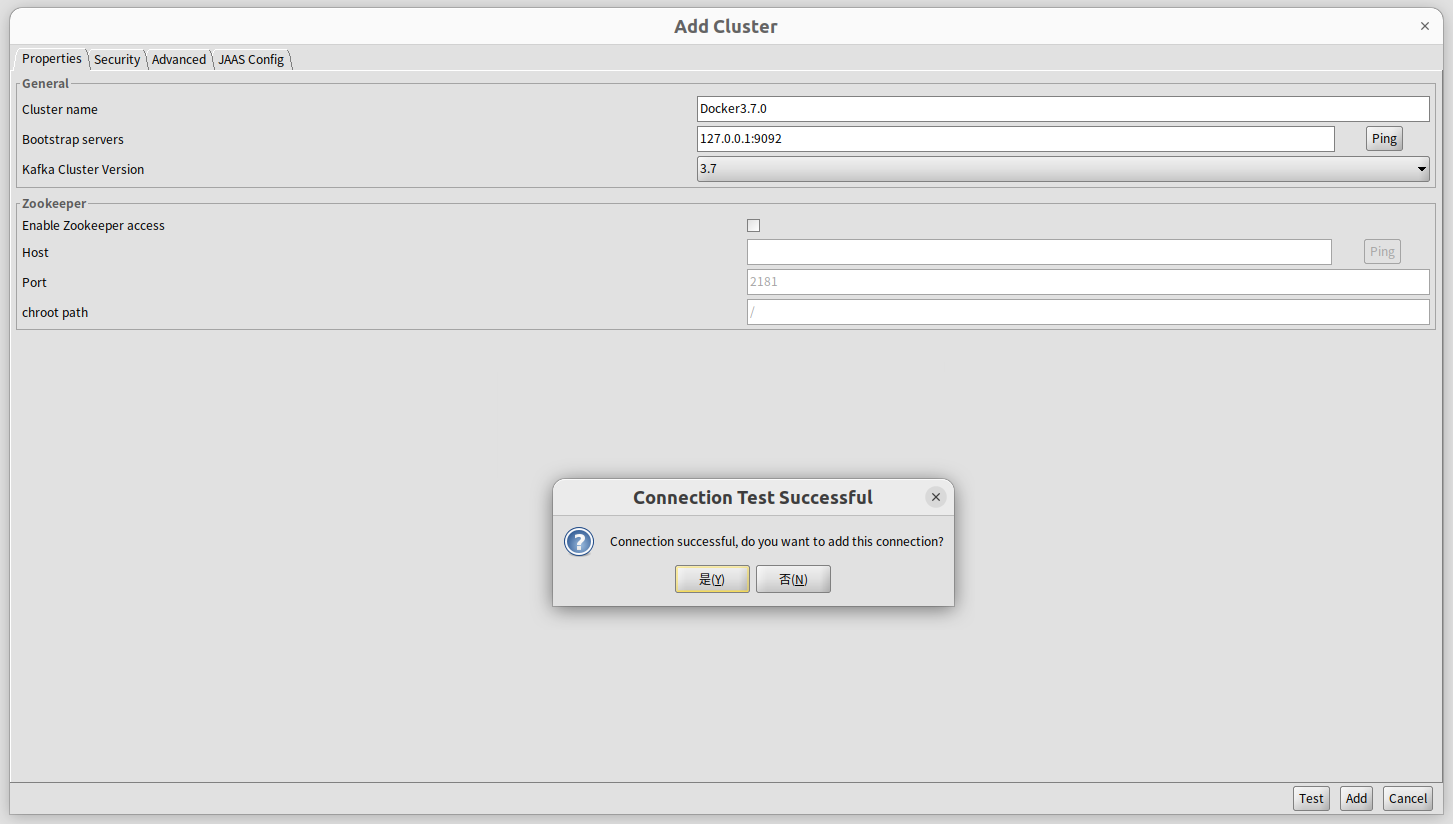 Add Cluster
Properties Security Advanced JAAS Config
General
Cluster name Docker3.7.0
Bootstrap servers 127.0.0.1:9092 Ping
Kafka Cluster Version 3.7
Zookeeper
Enable Zookeeper access
Host Ping
Port 2181
chroot path /
Connection Test Successful
Connection successful, do you want to add this connection?
是(Y) 否(N)
Test Add Cancel